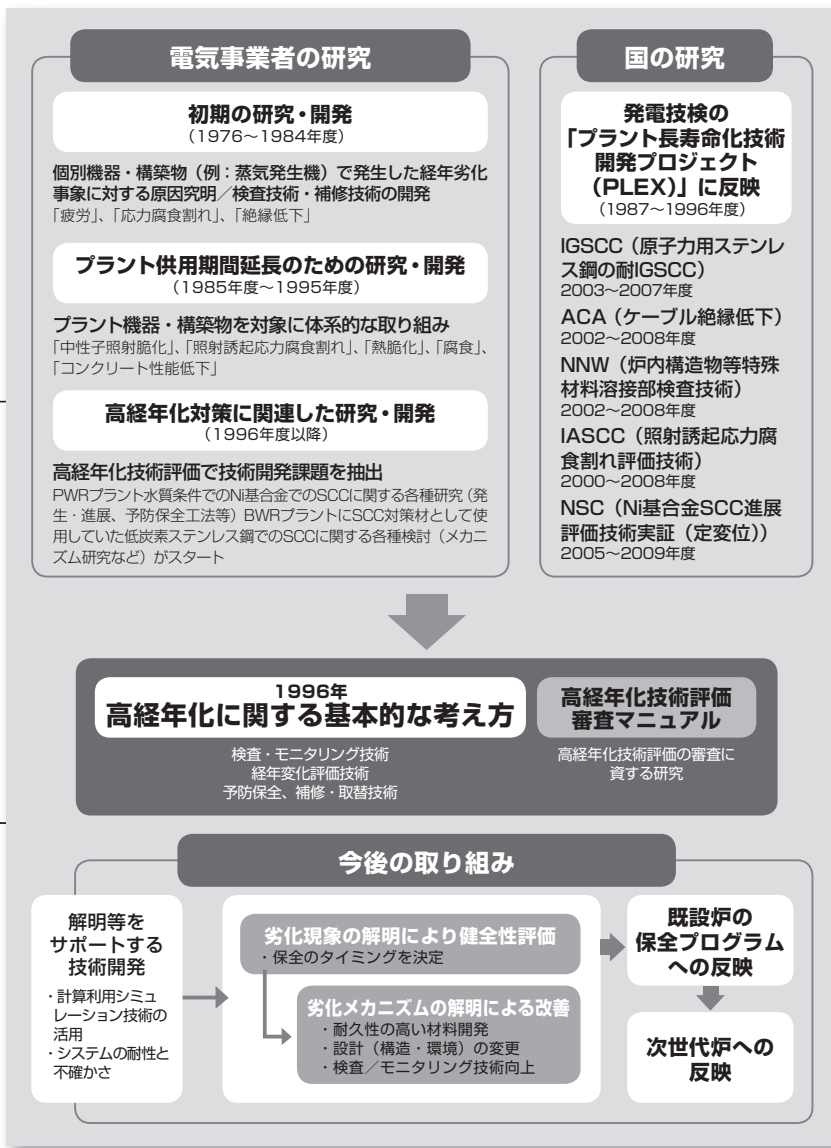 電気事業者の研究
初期の研究・開発
（1976～1984年度）
個別機器・構築物（例：蒸気発生機）で発生した経年劣化
事象に対する原因究明／検査技術・補修技術の開発
「疲労」、「応力腐食割れ」、「絶縁低下」
プラント供用期間延長のための研究・開発
（1985年度～1995年度）
プラント機器・構築物を対象に体系的な取り組み
「中性子照射脆化」、「照射誘起応力腐食割れ」、「熱脆化」、「腐食」、
「コンクリート性能低下」
高経年化対策に関連した研究・開発
（1996年度以降）
高経年化技術評価で技術開発課題を抽出
PWRプラント水質条件でのNi基合金でのSCCに関する各種研究（発
生・進展、予防保全工法等）BWRプラントにSCC対策材として使
用していた低炭素ステンレス鋼でのSCCに関する各種検討（メカニ
ズム研究など）がスタート
国の研究
発電技検の
「プラント長寿命化技術
開発プロジェクト
（PLEX）」に反映
（1987～1996年度）
IGSCC（原子力用ステンレ
ス鋼の耐IGSCC）
2003～2007年度
ACA（ケーブル絶縁低下）
2002～2008年度
NNW（炉内構造物等特殊
材料溶接部検査技術）
2002～2008年度
IASCC（照射誘起応力腐
食割れ評価技術）
2000～2008年度
NSC（Ni基合金SCC進展
評価技術実証（定変位））
2005～2009年度
1996年
高経年化に関する基本的な考え方
検査・モニタリング技術
経年変化評価技術
予防保全、補修・取替技術
高経年化技術評価
審査マニュアル
高経年化技術評価の審査に
資する研究
今後の取り組み
解明等を
サポートする
技術開発
・計算利用シミュ
レーション技術の
活用
・システムの耐性と
不確かさ
劣化現象の解明により健全性評価
・保全のタイミングを決定
劣化メカニズムの解明による改善
・耐久性の高い材料開発
・設計（構造・環境）の変更
・検査／モニタリング技術向上
既設炉の
保全プログラム
への反映
次世代炉への
反映